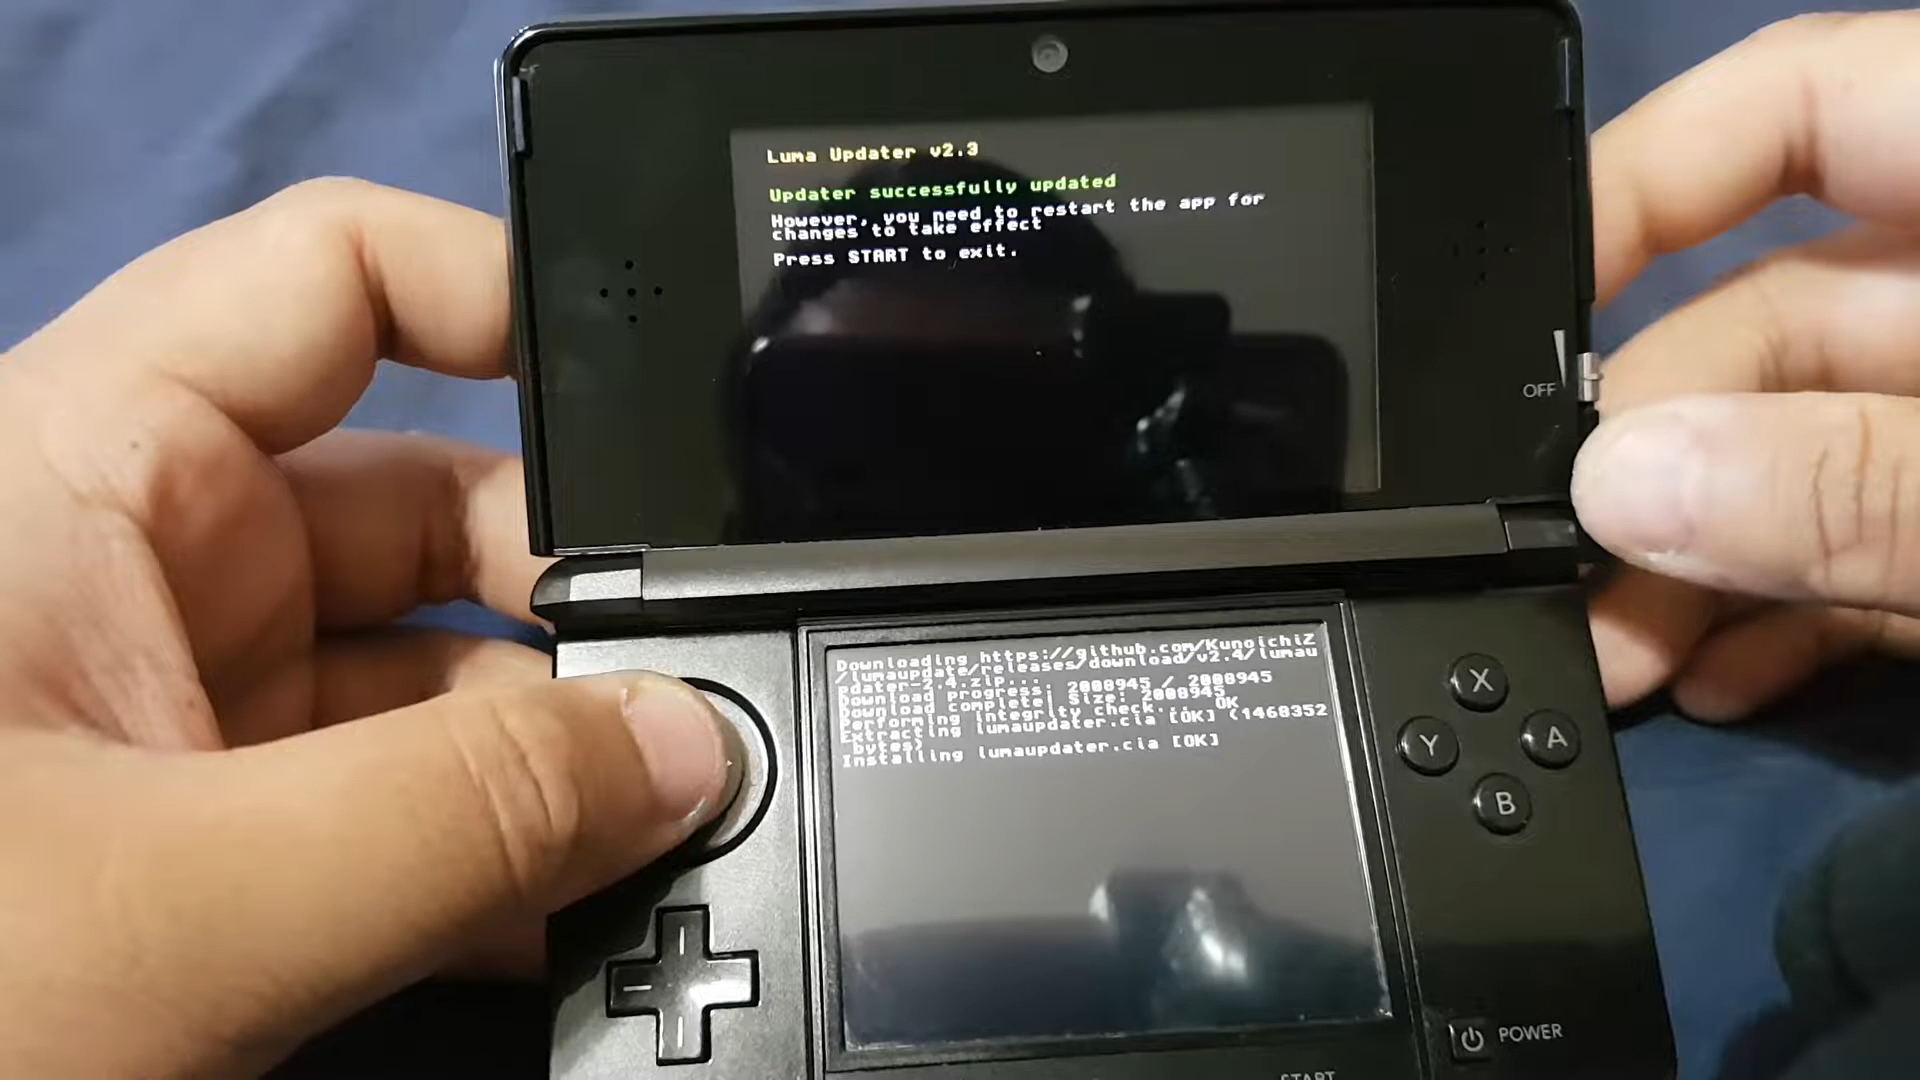 Luma Updater v2.3
Updater successfully updated
However, you need to restart the app for
changes to take effect
Press START to exit.
OFF
Downloading https://github.com/KunoichiZ
/lumaupdate/releases/download/v2.4/lumau
pdater-2.4.zip...
Download progress: 2008945 / 2008945
Download complete! Size: 2008945
Performing integrity check... OK
Extracting lumaupdater.cia [OK] (1468352
bytes)
Installing lumaupdater.cia [OK]
X
Y
A
B
POWER
START